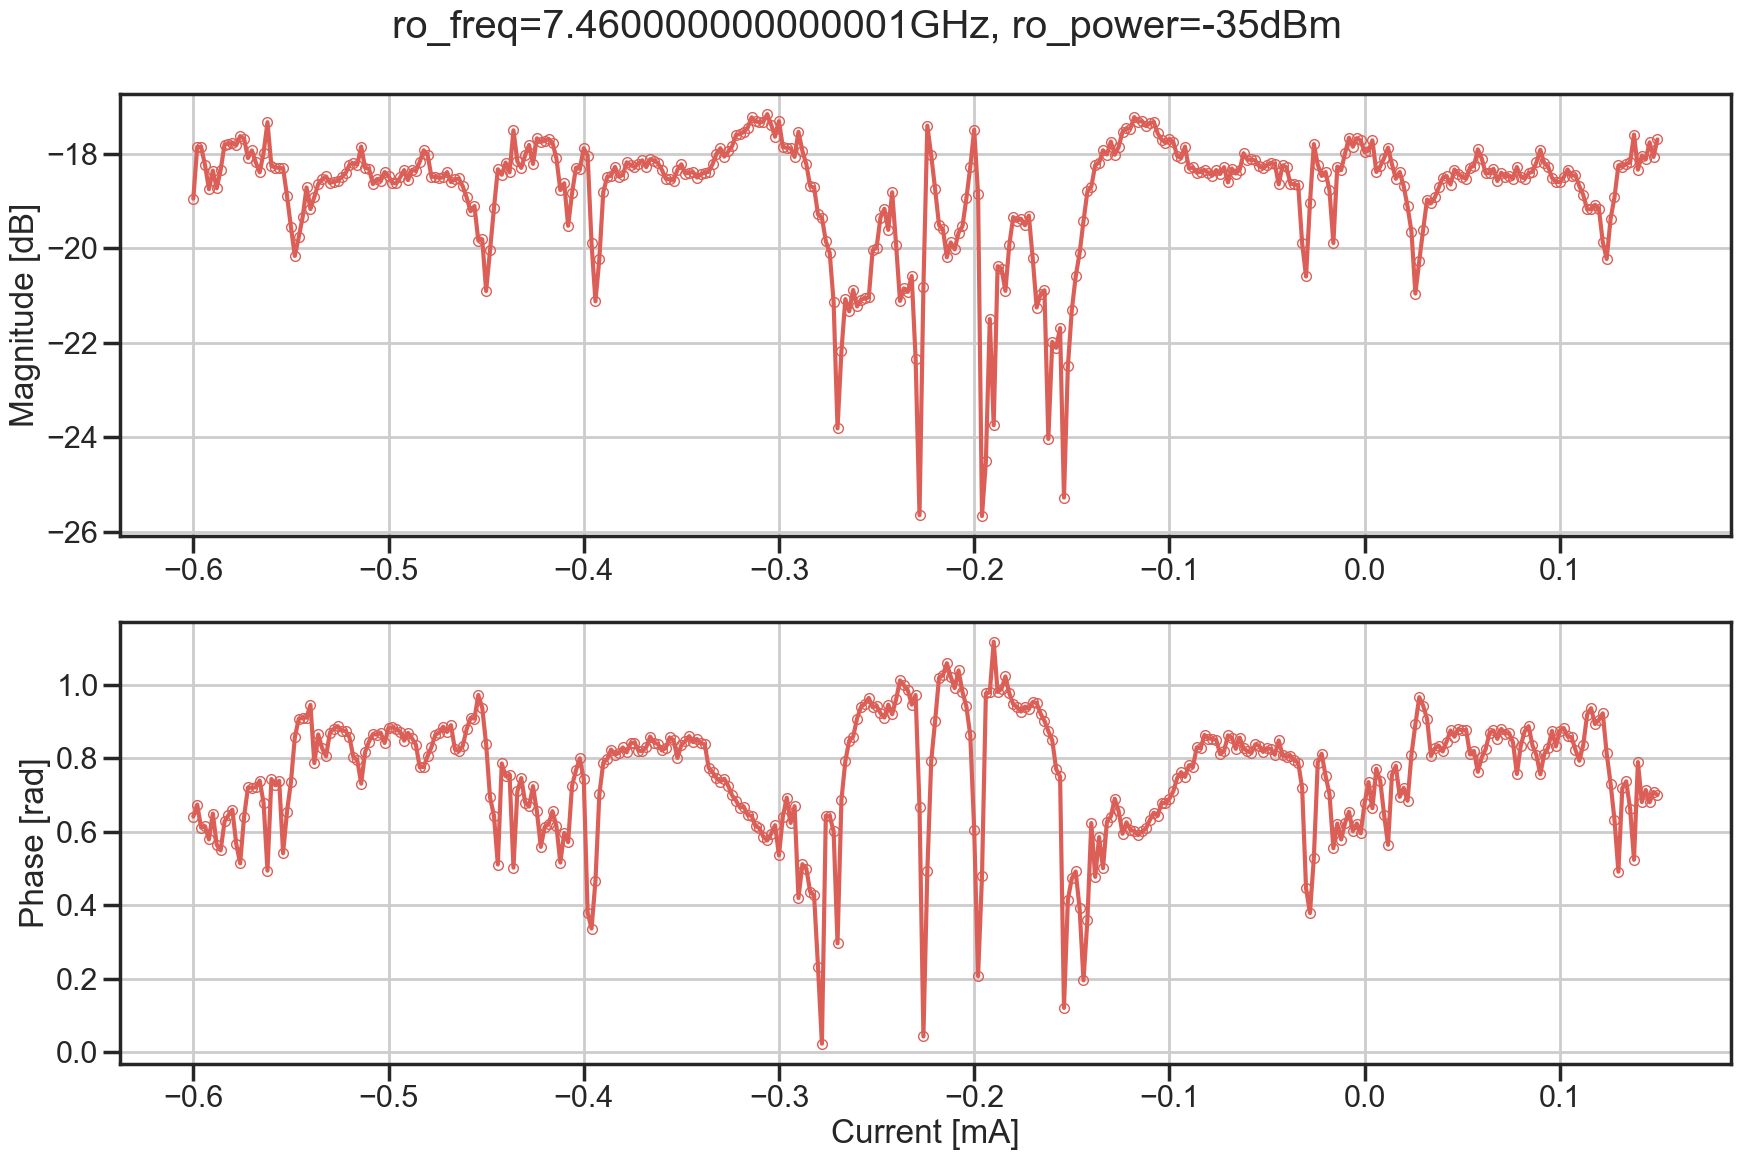 ro_freq=7.460000000000001GHz, ro_power=-35dBm
Magnitude [dB]
−18
−20
−22
−24
−26
−0.6 −0.5 −0.4 −0.3 −0.2 −0.1 0.0 0.1
Phase [rad]
1.0
0.8
0.6
0.4
0.2
0.0
−0.6 −0.5 −0.4 −0.3 −0.2 −0.1 0.0 0.1
Current [mA]